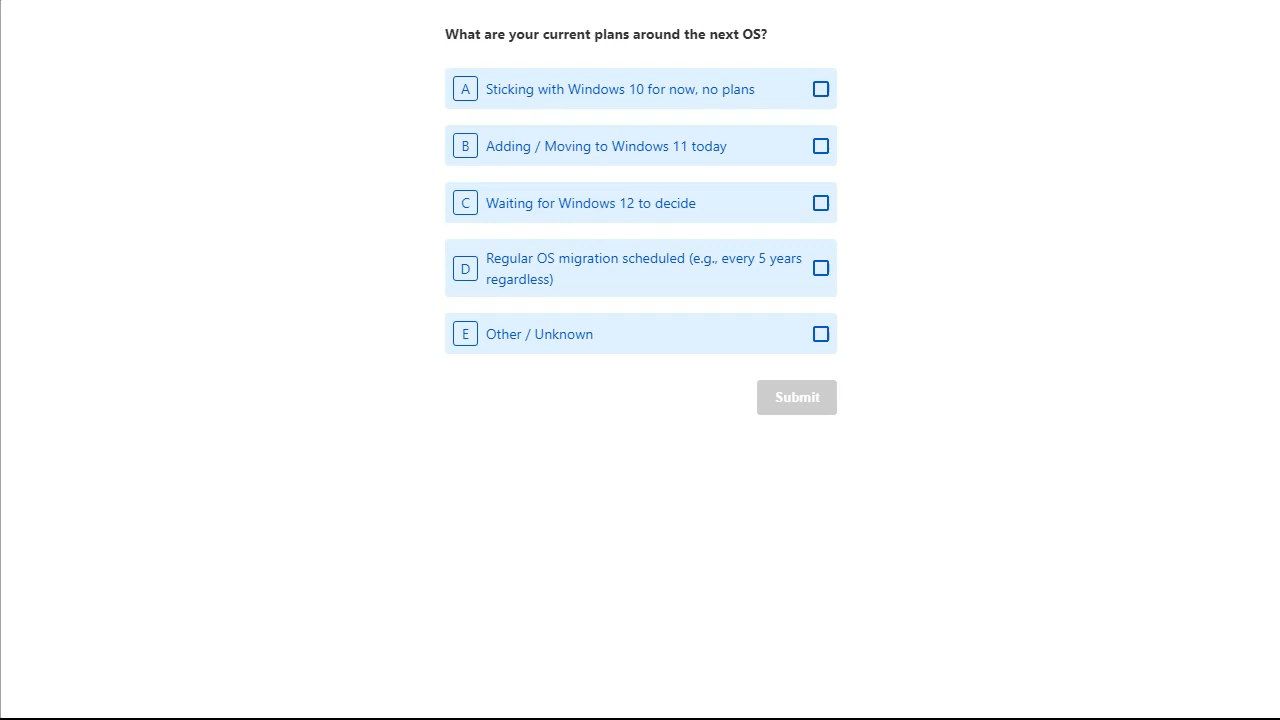 What are your current plans around the next OS?
A Sticking with Windows 10 for now, no plans
B Adding / Moving to Windows 11 today
C Waiting for Windows 12 to decide
D Regular OS migration scheduled (e.g., every 5 years
regardless)
E Other / Unknown
Submit